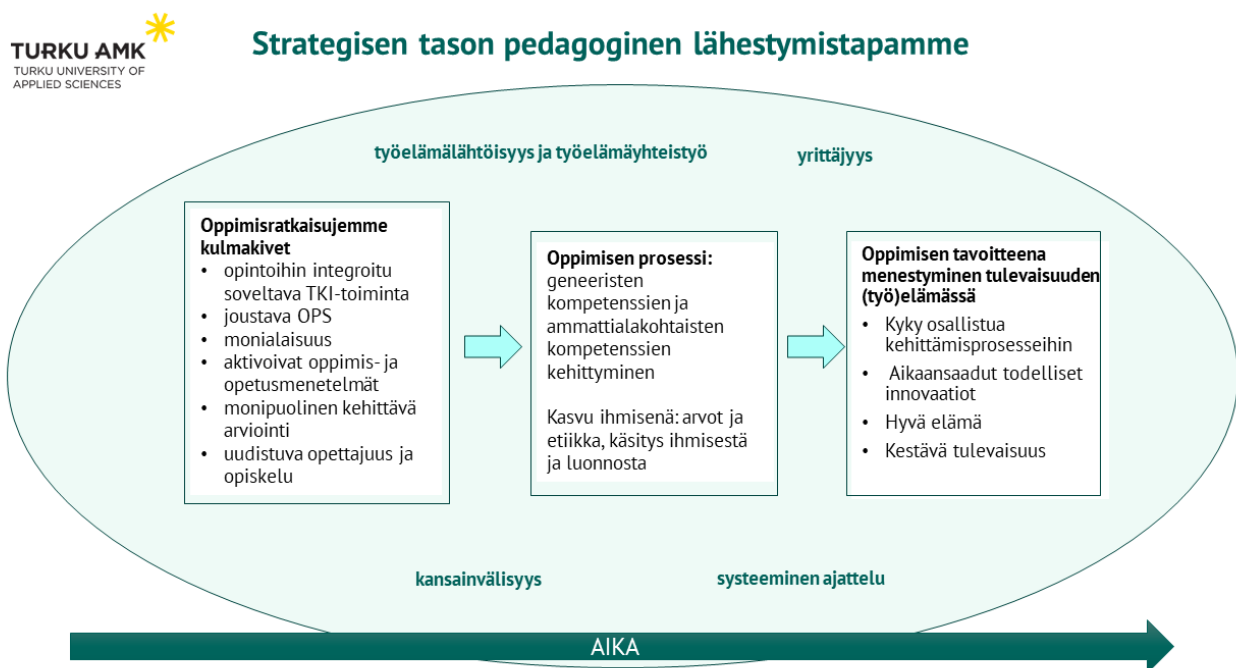 TURKU AMK
TURKU UNIVERSITY OF
APPLIED SCIENCES
Strategisen tason pedagoginen lähestymistapamme
työelämälähtöisyys ja työelämäyhteistyö
yrittäjyys
Oppimisratkaisujemme
kulmakivet
• opintoihin integroitu
soveltava TKI-toiminta
• joustava OPS
• monialaisuus
• aktivoivat oppimis- ja
opetusmenetelmät
• monipuolinen kehittävä
arviointi
• uudistuva opettajuus ja
opiskelu
Oppimisen prosessi:
geneeristen
kompetenssien ja
ammattialakohtaisten
kompetenssien
kehittyminen
Kasvu ihmisenä: arvot ja
etiikka, käsitys ihmisestä
ja luonnosta
Oppimisen tavoitteena
menestyminen tulevaisuuden
(työ)elämässä
• Kyky osallistua
kehittämisprosesseihin
• Aikaansaadut todelliset
innovaatiot
• Hyvä elämä
• Kestävä tulevaisuus
kansainvälisyys
systeeminen ajattelu
AIKA